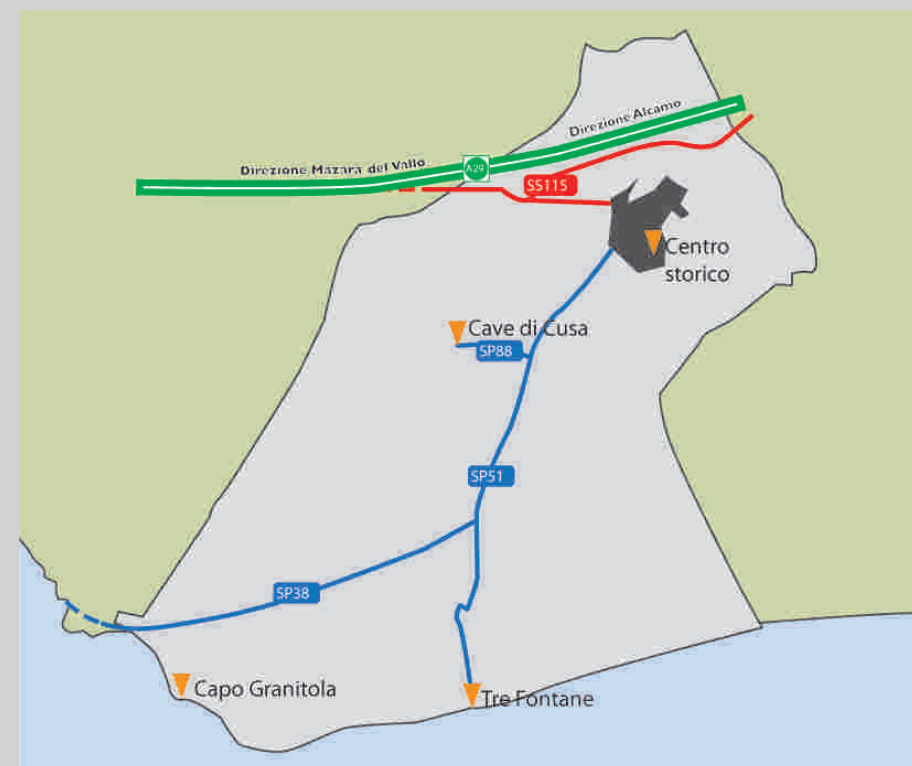 Direzione Alcamo
Direzione Mazara del Vallo
A29
SS115
Centro
storico
Cave di Cusa
SP88
SP51
SP38
Capo Granitola
Tre Fontane